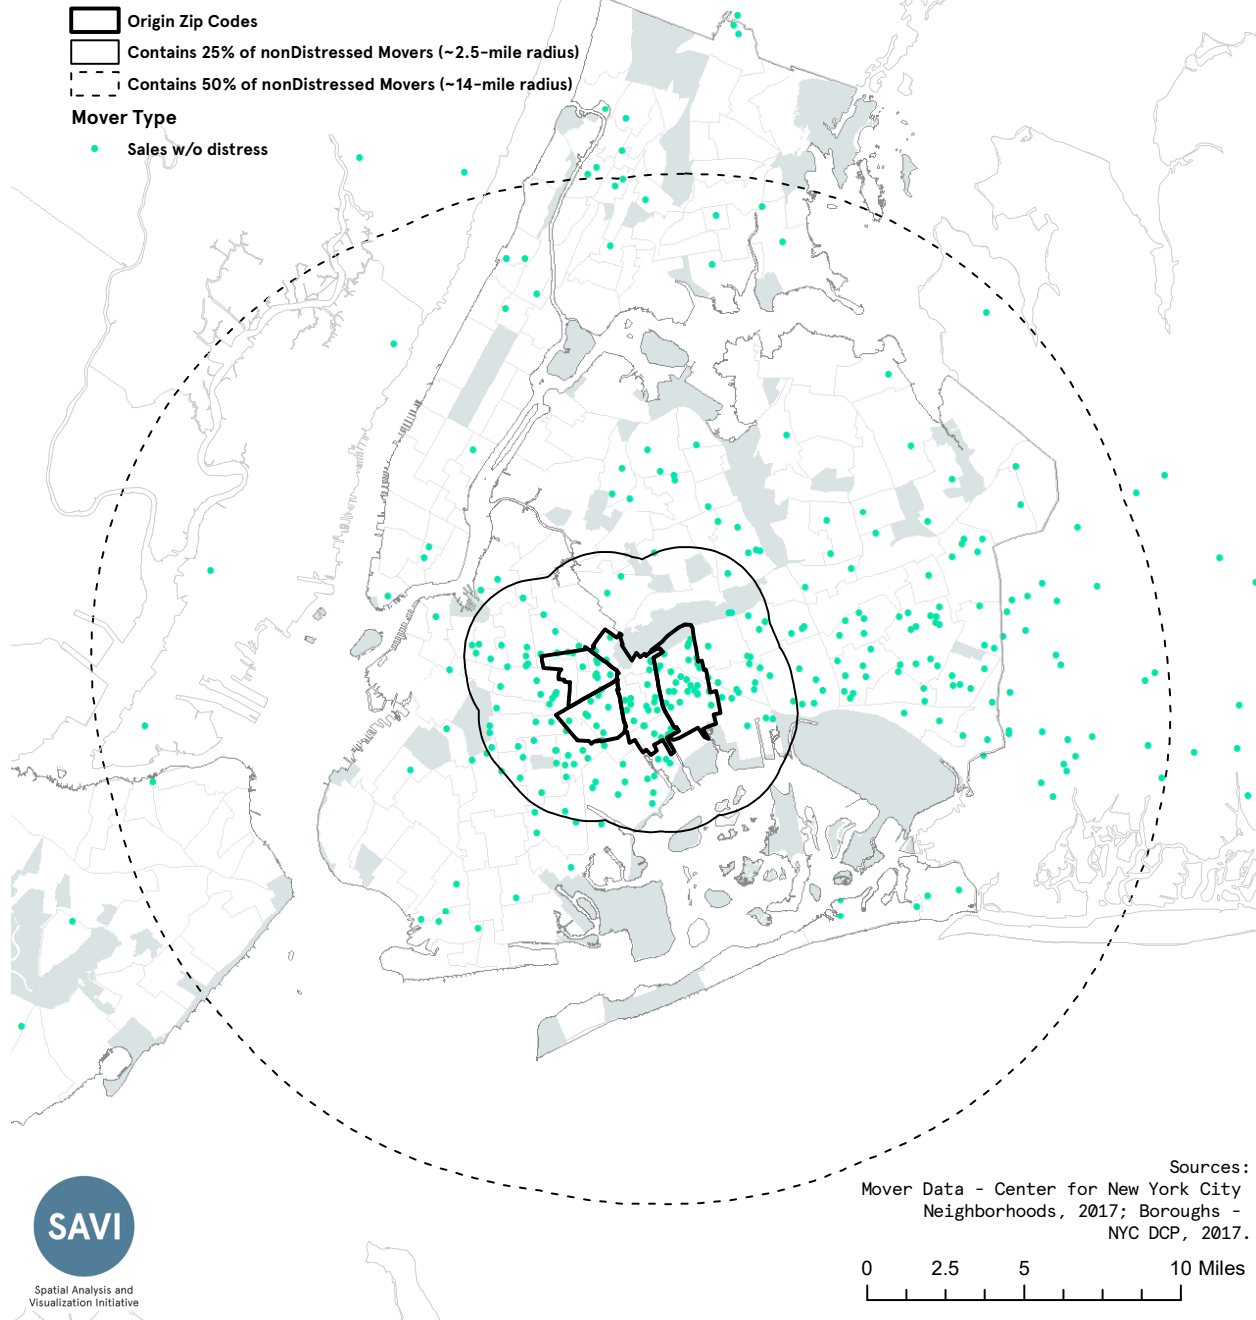 Origin Zip Codes
Contains 25% of nonDistressed Movers (~2.5-mile radius)
Contains 50% of nonDistressed Movers (~14-mile radius)
Mover Type
Sales w/o distress
SAVI
Spatial Analysis and
Visualization Initiative
Sources:
Mover Data - Center for New York City
Neighborhoods, 2017; Boroughs -
NYC DCP, 2017.
0 2.5 5 10 Miles